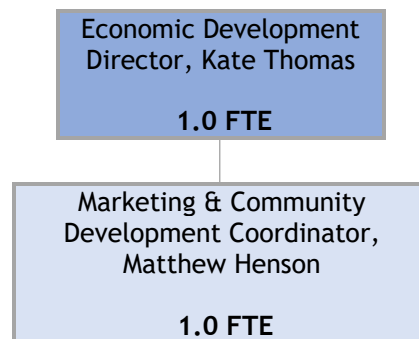 Economic Development
Director, Kate Thomas
1.0 FTE
Marketing & Community
Development Coordinator,
Matthew Henson
1.0 FTE